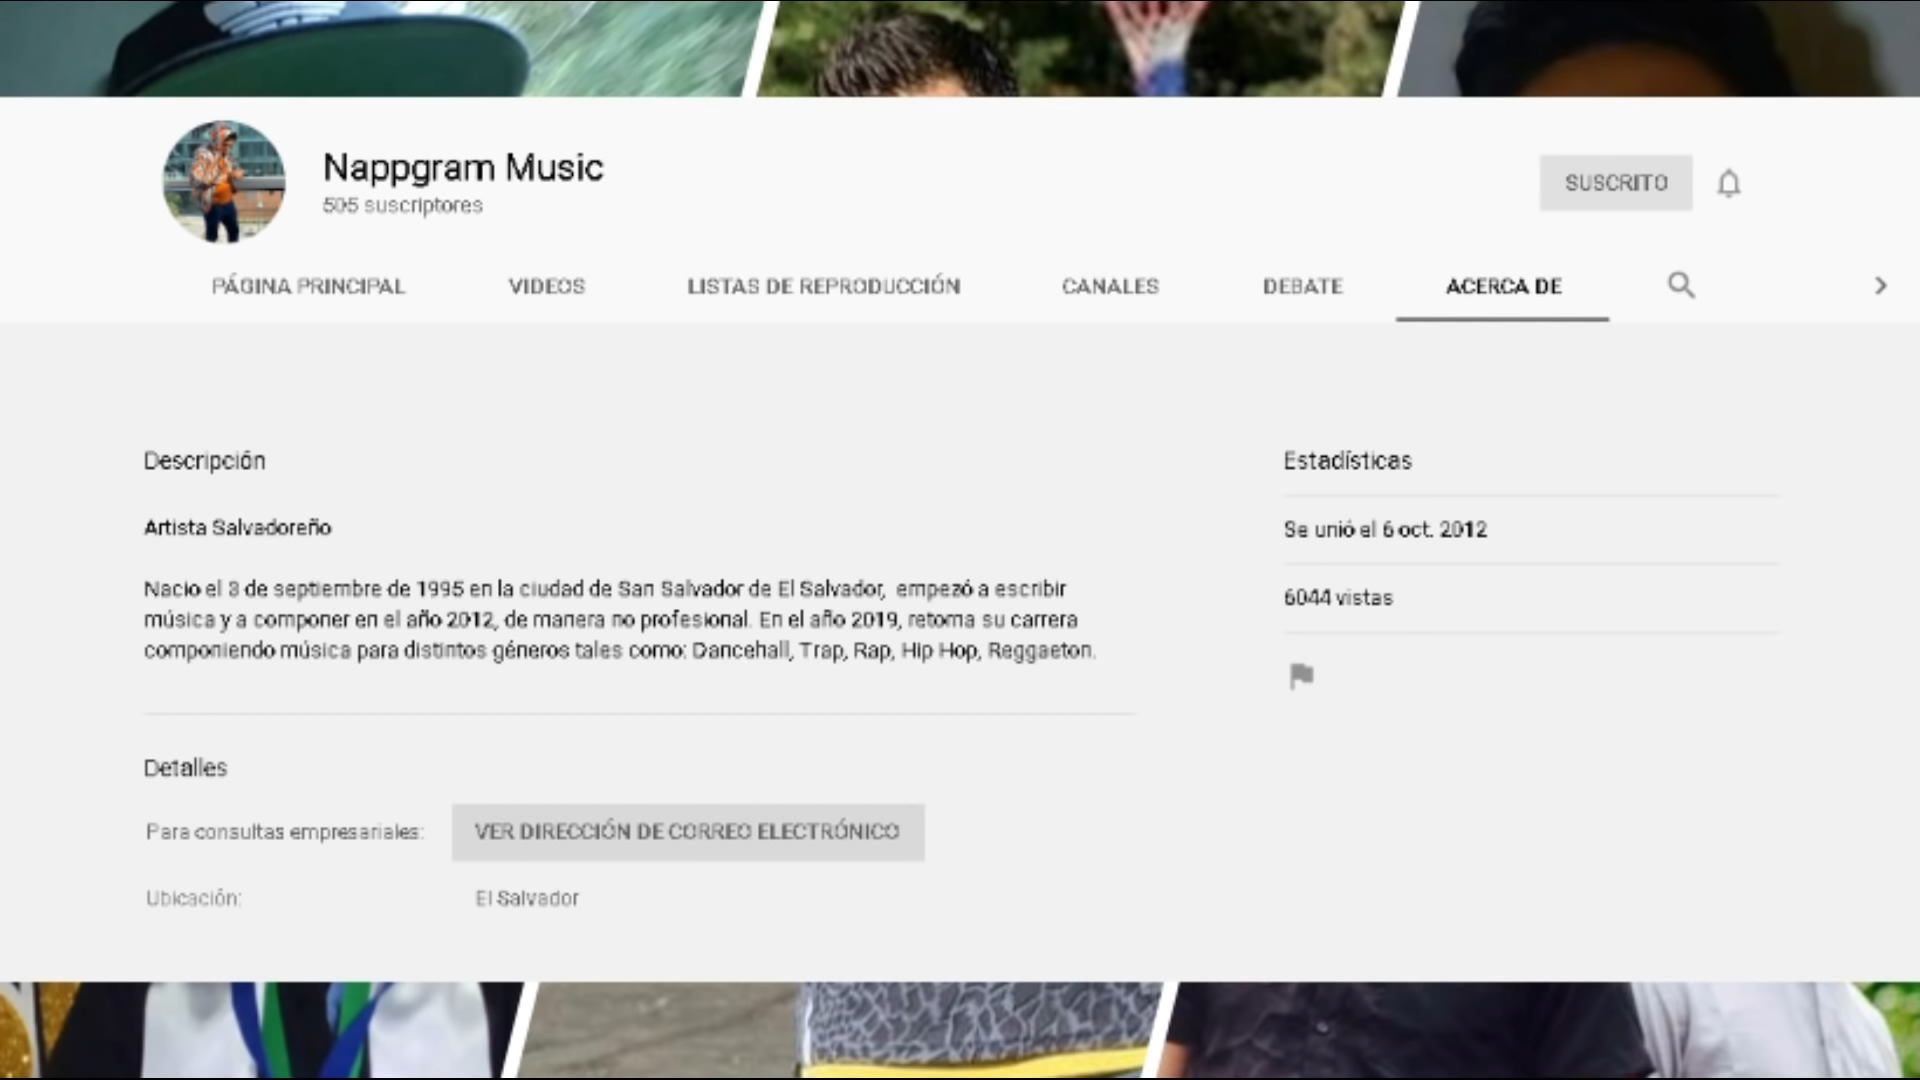 Nappgram Music
505 suscriptores
SUSCRITO
PÁGINA PRINCIPAL
VIDEOS
LISTAS DE REPRODUCCIÓN
CANALES
DEBATE
ACERCA DE
Descripción
Artista Salvadoreño
Nacio el 3 de septiembre de 1995 en la ciudad de San Salvador de El Salvador, empezó a escribir
música y a componer en el año 2012, de manera no profesional. En el año 2019, retoma su carrera
componiendo música para distintos géneros tales como: Dancehall, Trap, Rap, Hip Hop, Reggaeton.
Detalles
Para consultas empresariales:
VER DIRECCIÓN DE CORREO ELECTRÓNICO
Ubicación:
El Salvador
Estadísticas
Se unió el 6 oct. 2012
6044 vistas